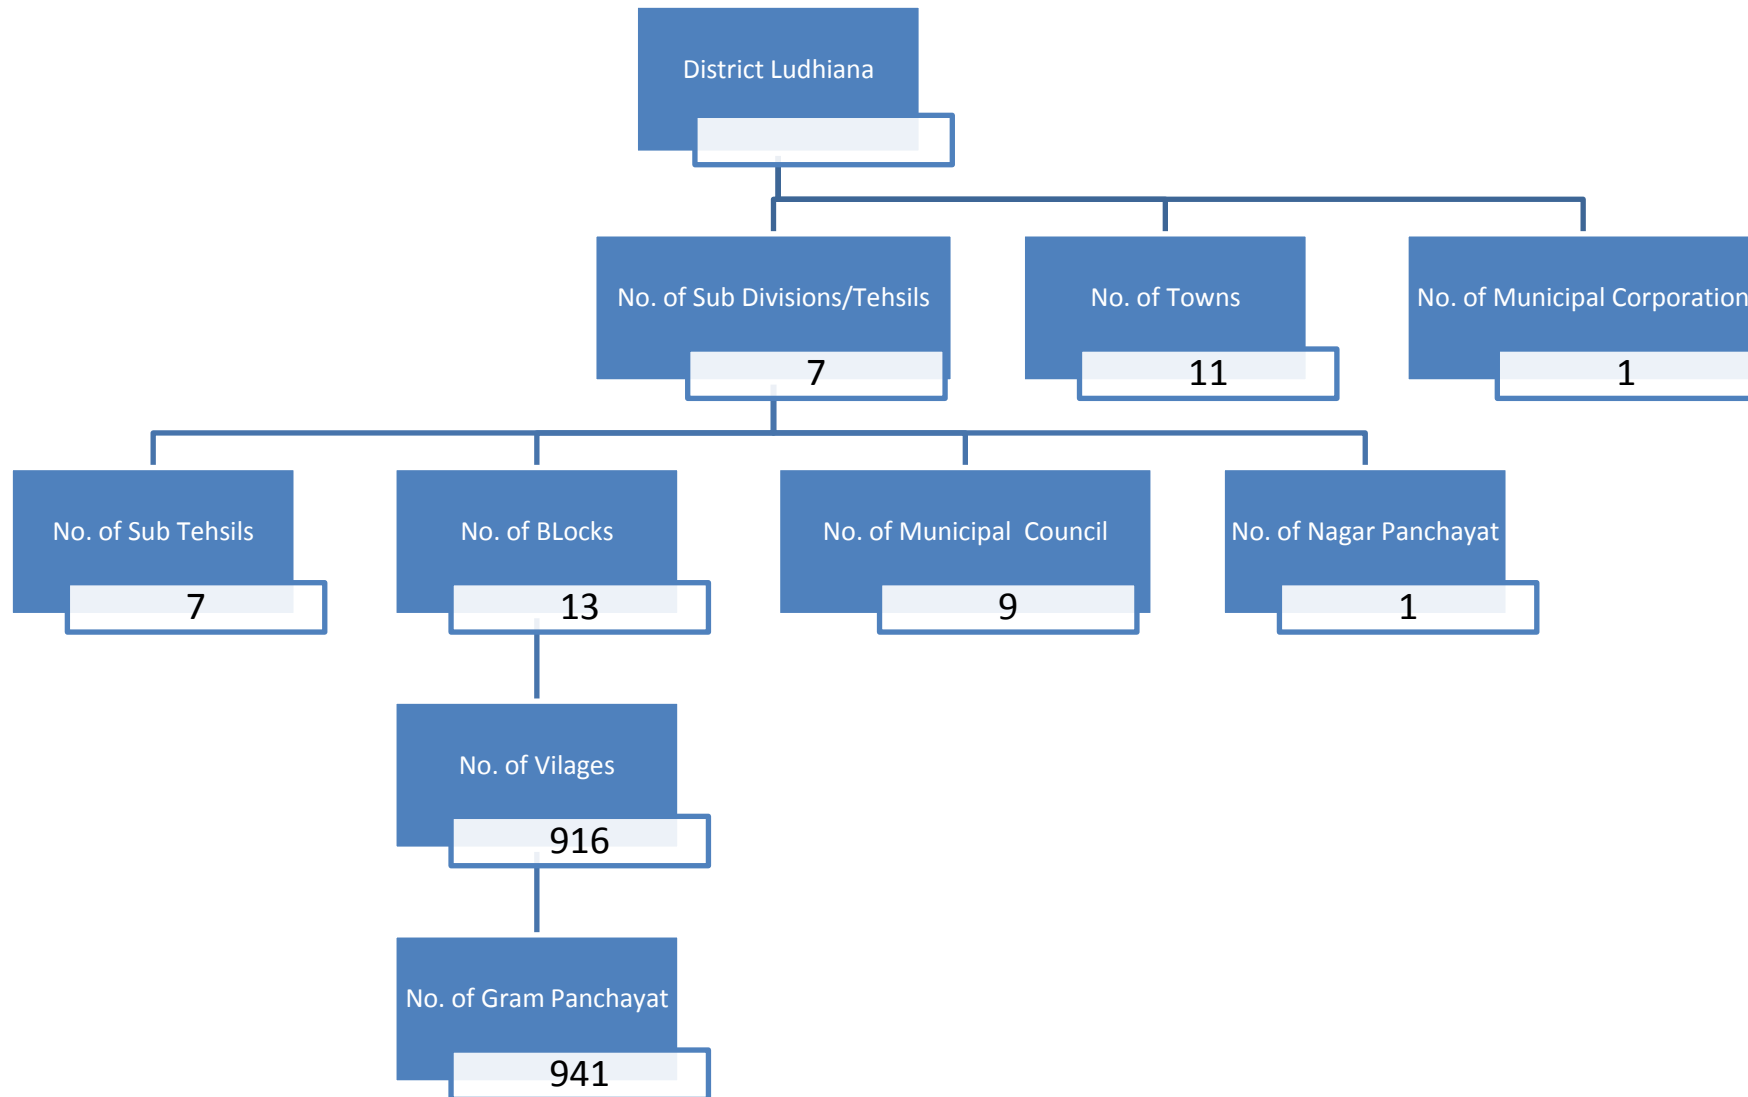 District Ludhiana
No. of Sub Divisions/Tehsils
7
No. of Towns
11
No. of Municipal Corporation
1
No. of Sub Tehsils
7
No. of BLocks
13
No. of Municipal  Council
9
No. of Nagar Panchayat
1
No. of Vilages
916
No. of Gram Panchayat
941